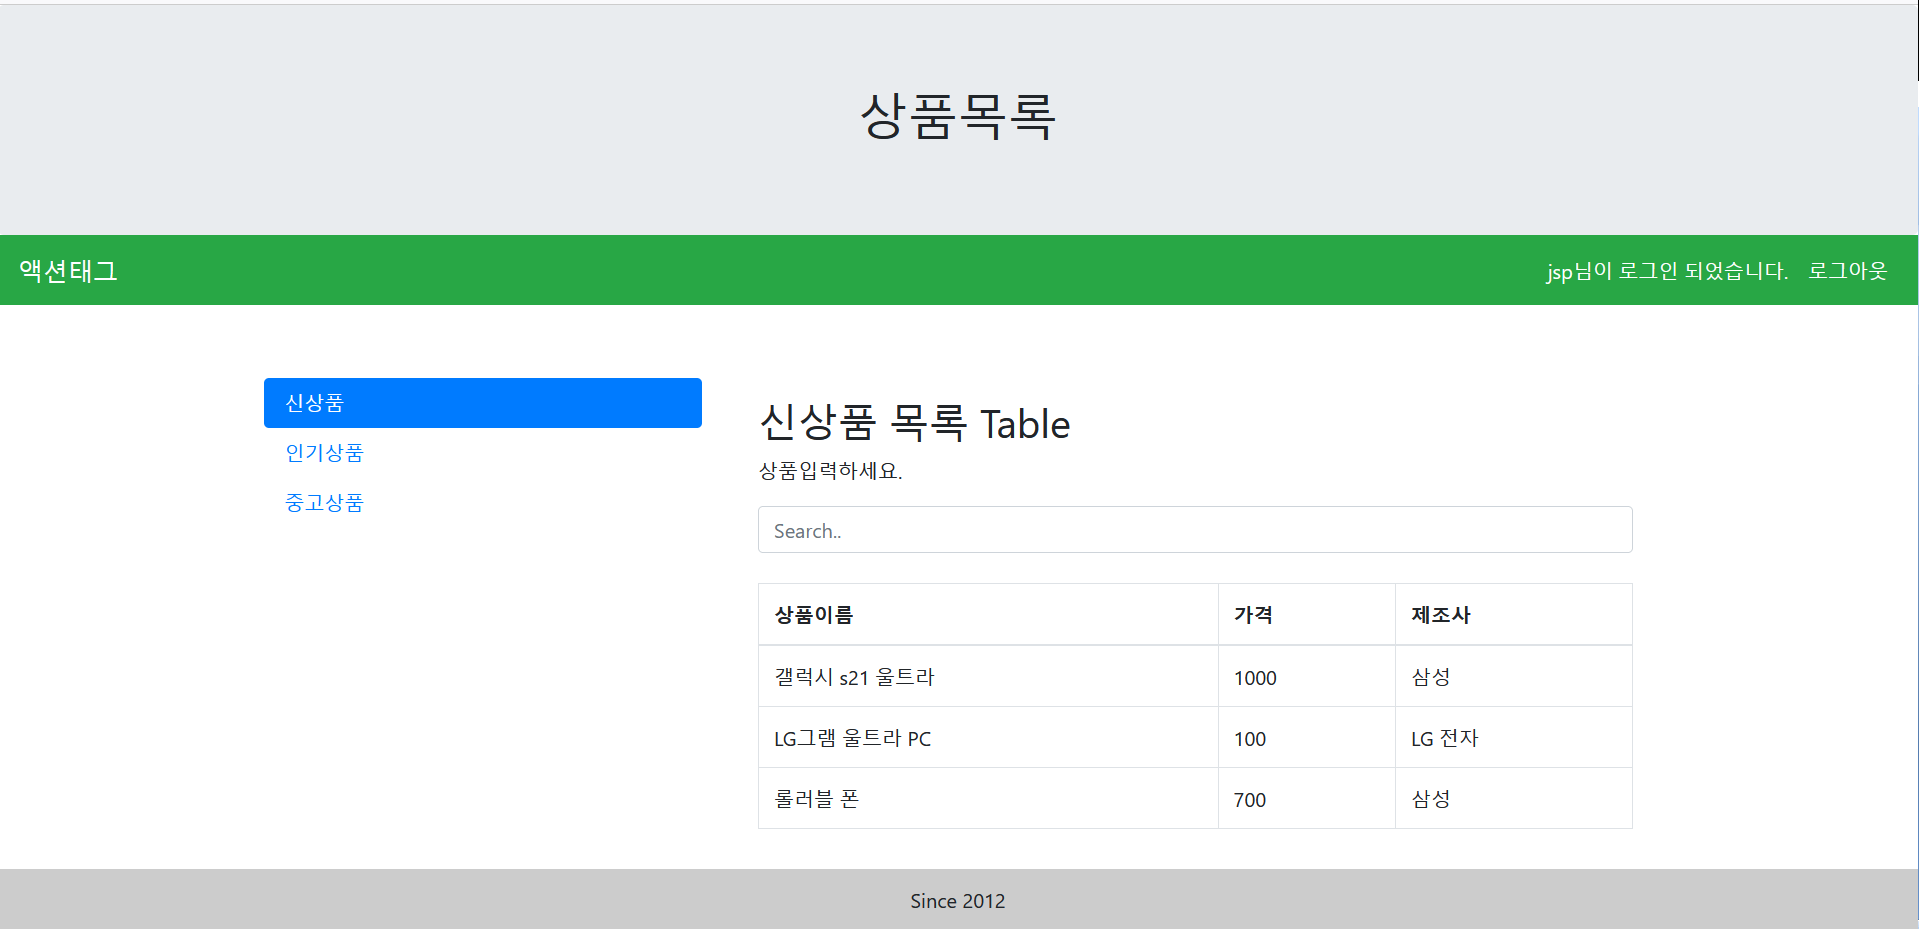 상품목록
액션태그 jsp님이 로그인 되었습니다. 로그아웃
신상품
인기상품
중고상품
신상품 목록 Table
상품입력하세요.
Search..
상품이름 가격 제조사
갤럭시 s21 울트라 1000 삼성
LG그램 울트라 PC 100 LG 전자
롤러블 폰 700 삼성
Since 2012